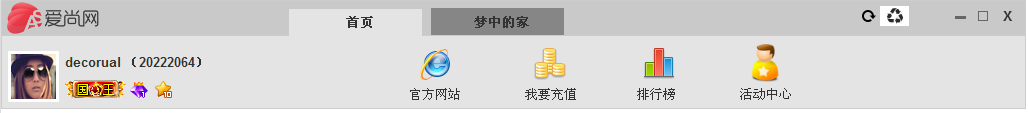 爱尚网
首页
梦中的家
X
decorual （20222064）
国王
官方网站
我要充值
排行榜
活动中心